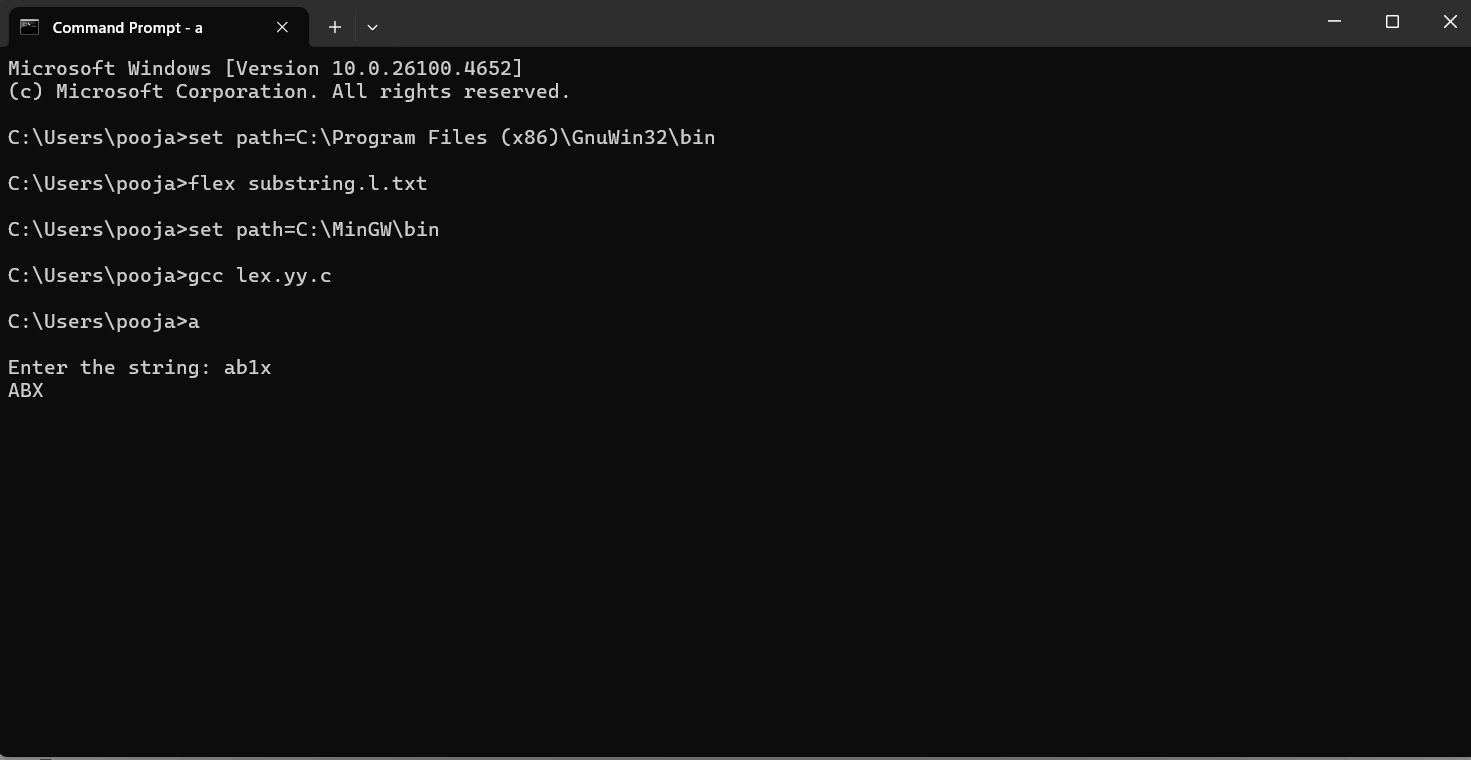 Command Prompt - a
Microsoft Windows [Version 10.0.26100.4652]
(c) Microsoft Corporation. All rights reserved.
C:\Users\pooja>set path=C:\Program Files (x86)\GnuWin32\bin
C:\Users\pooja>flex substring.l.txt
C:\Users\pooja>set path=C:\MinGW\bin
C:\Users\pooja>gcc lex.yy.c
C:\Users\pooja>a
Enter the string: ab1x
ABX